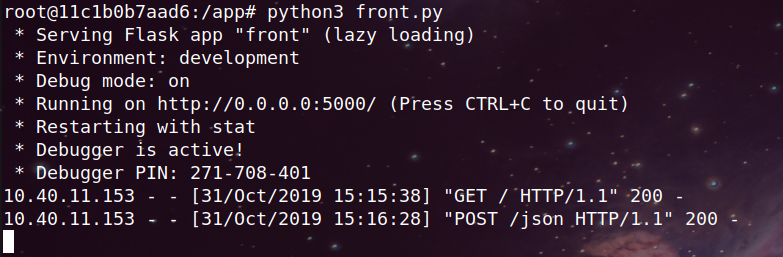 root@11c1b0b7aad6:/app# python3 front.py
 * Serving Flask app "front" (lazy loading)
 * Environment: development
 * Debug mode: on
 * Running on http://0.0.0.0:5000/ (Press CTRL+C to quit)
 * Restarting with stat
 * Debugger is active!
 * Debugger PIN: 271-708-401
10.40.11.153 - - [31/Oct/2019 15:15:38] "GET / HTTP/1.1" 200 -
10.40.11.153 - - [31/Oct/2019 15:16:28] "POST /json HTTP/1.1" 200 -